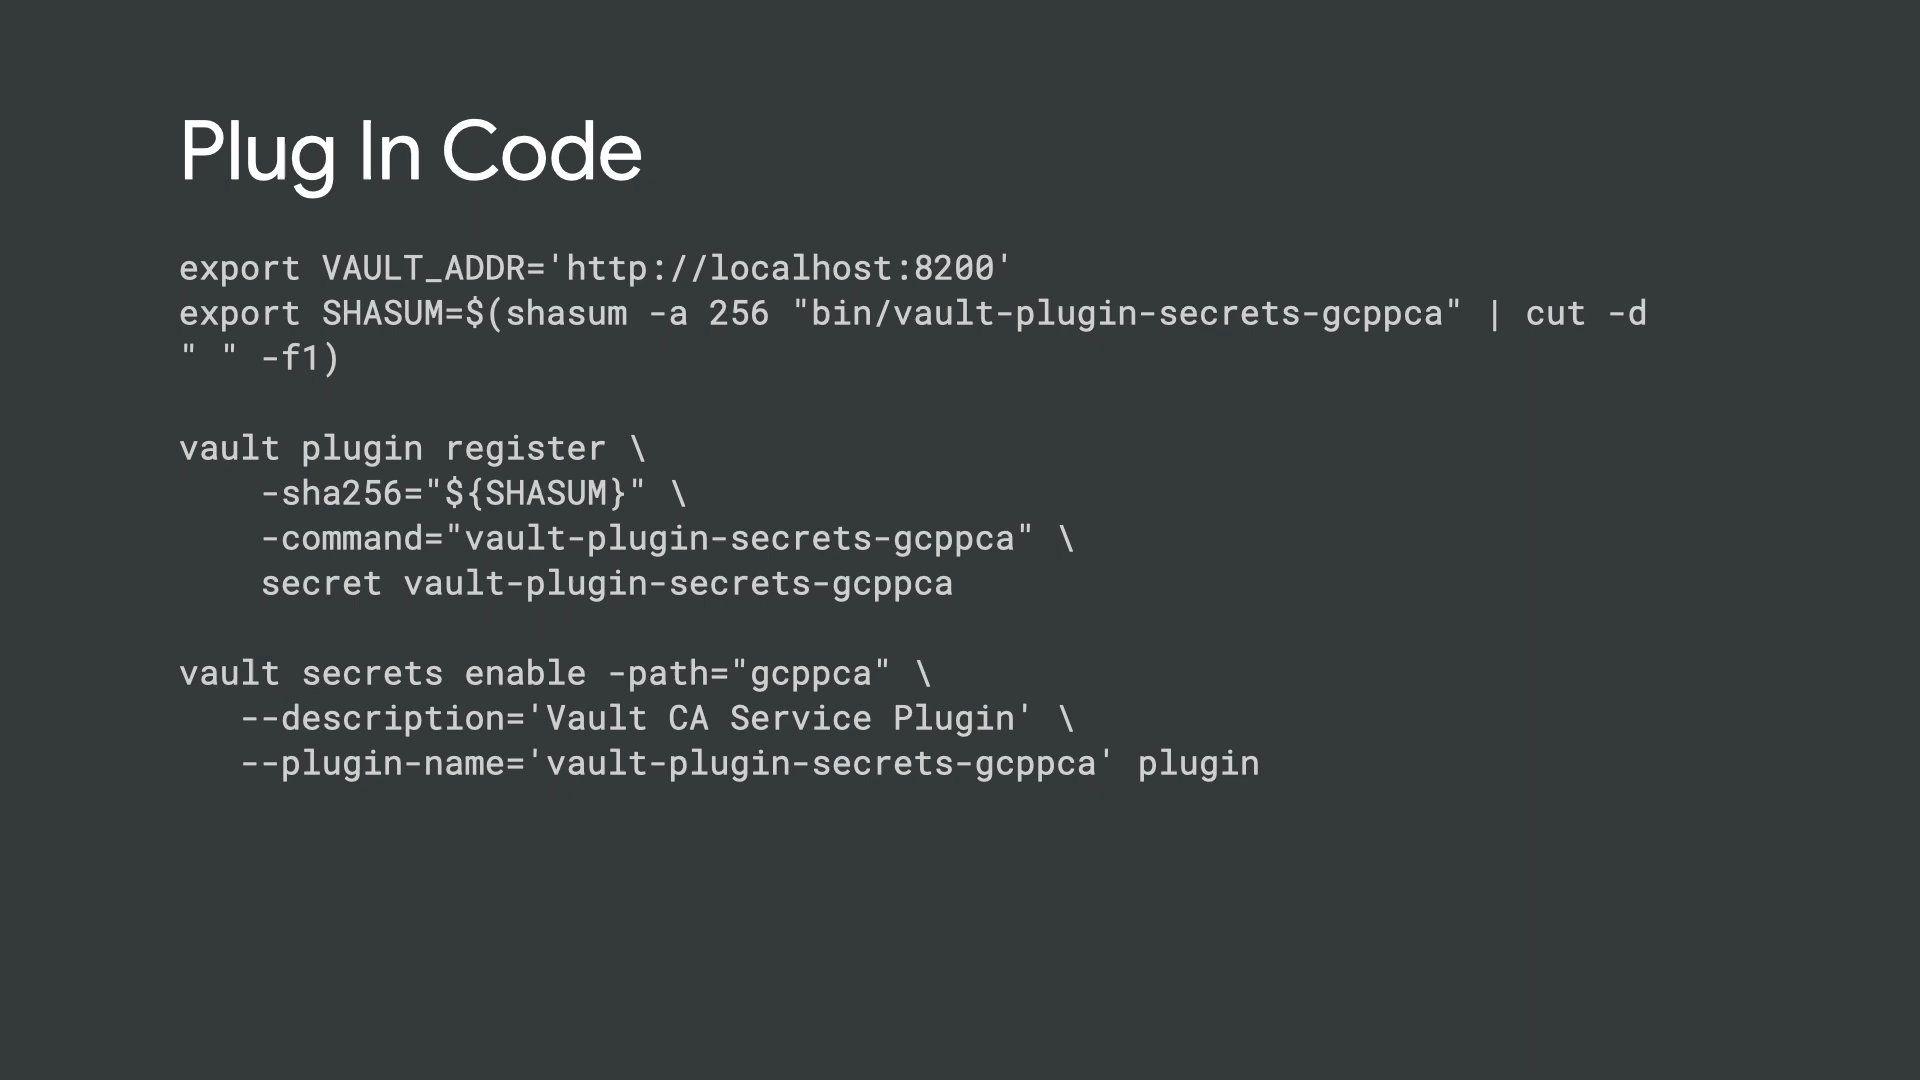 Plug In Code
export VAULT_ADDR='http://localhost:8200'
export SHASUM=$(shasum -a 256 "bin/vault-plugin-secrets-gcppca" | cut -d
" " -f1)
vault plugin register \
    -sha256="${SHASUM}" \
    -command="vault-plugin-secrets-gcppca" \
    secret vault-plugin-secrets-gcppca
vault secrets enable -path="gcppca" \
   --description='Vault CA Service Plugin' \
   --plugin-name='vault-plugin-secrets-gcppca' plugin